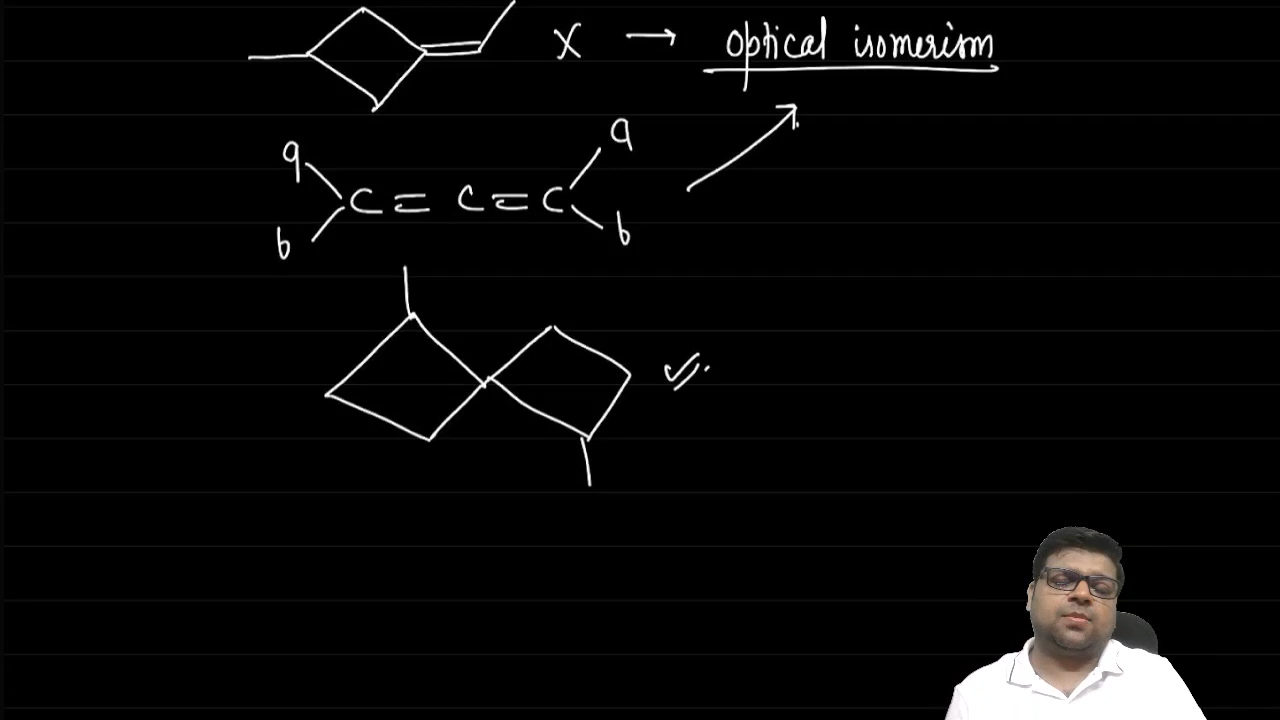 X → optical isomerism
a a
C = C = C
b b